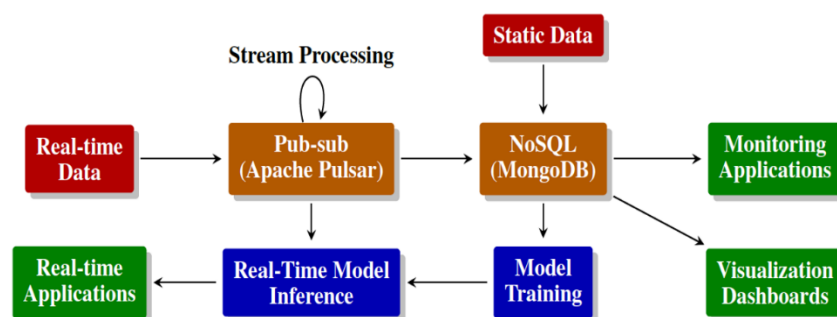 Static Data
Stream Processing
Real-time
Data
Pub-sub
(Apache Pulsar)
NoSQL
(MongoDB)
Monitoring
Applications
Real-time
Applications
Real-Time Model
Inference
Model
Training
Visualization
Dashboards